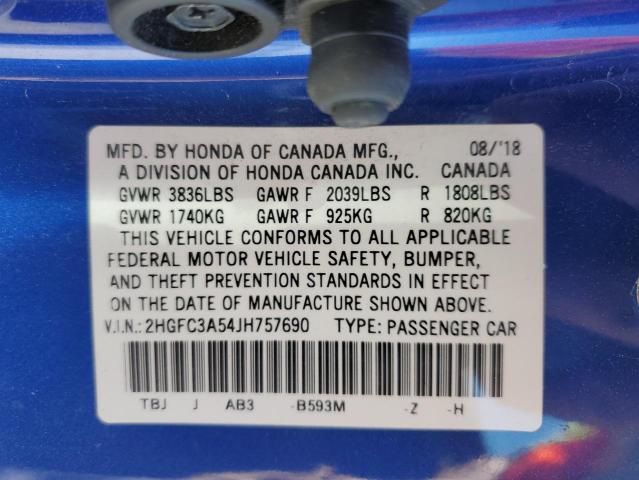 MFD. BY HONDA OF CANADA MFG., 08/'18
A DIVISION OF HONDA CANADA INC. CANADA
GVWR 3836LBS GAWR F 2039LBS R 1808LBS
GVWR 1740KG GAWR F 925KG R 820KG
THIS VEHICLE CONFORMS TO ALL APPLICABLE
FEDERAL MOTOR VEHICLE SAFETY, BUMPER,
AND THEFT PREVENTION STANDARDS IN EFFECT
ON THE DATE OF MANUFACTURE SHOWN ABOVE.
V.I.N.:2HGFC3A54JH757690 TYPE: PASSENGER CAR
TBJ J AB3 -B593M -Z -H